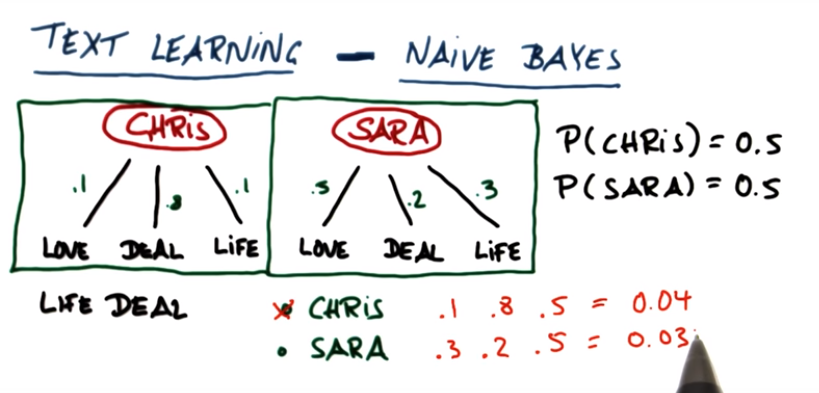 TEXT LEARNING — NAIVE BAYES
CHRIS
.1 .8 .1
LOVE DEAL LIFE
SARA
.5 .2 .3
LOVE DEAL LIFE
P(CHRIS) = 0.5
P(SARA) = 0.5
LIFE DEAL
• CHRIS .1 .8 .5 = 0.04
• SARA .3 .2 .5 = 0.03